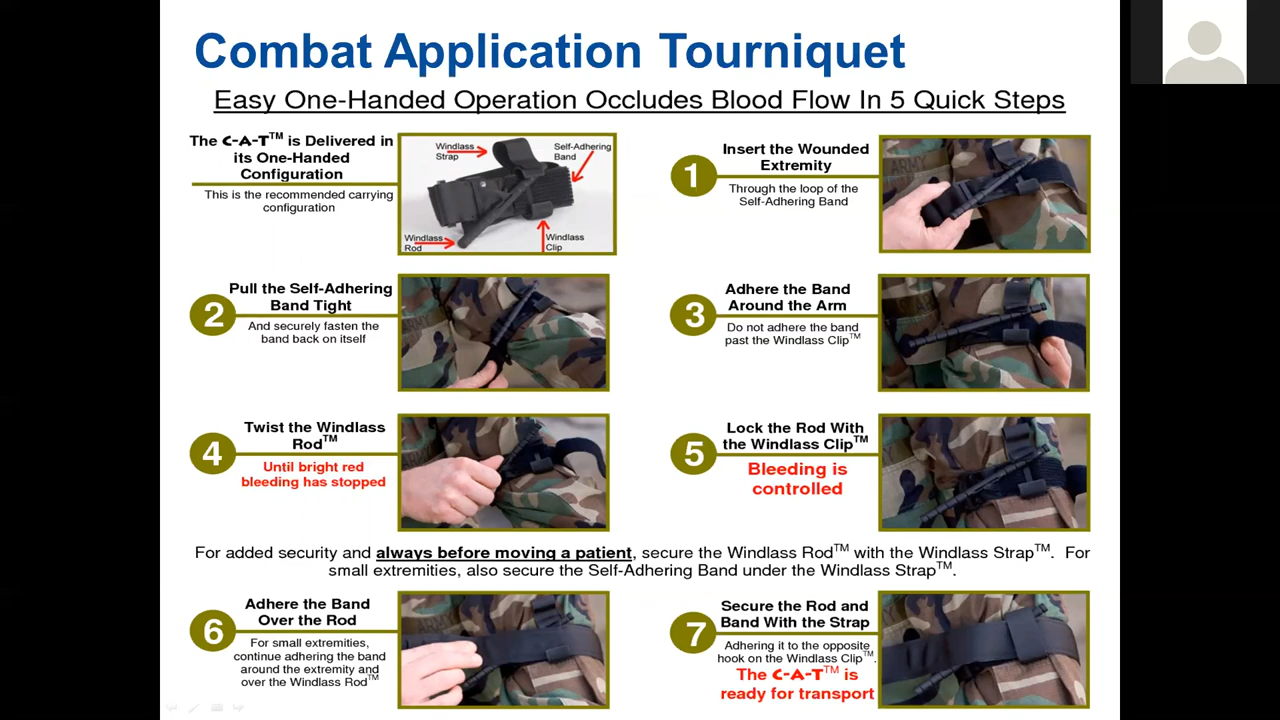 Combat Application Tourniquet
Easy One-Handed Operation Occludes Blood Flow In 5 Quick Steps
The C-A-T™ is Delivered in
its One-Handed
Configuration
This is the recommended carrying
configuration
Windlass
Strap
Self-Adhering
Band
Windlass
Rod
Windlass
Clip
1
Insert the Wounded
Extremity
Through the loop of the
Self-Adhering Band
2
Pull the Self-Adhering
Band Tight
And securely fasten the
band back on itself
3
Adhere the Band
Around the Arm
Do not adhere the band
past the Windlass Clip™
4
Twist the Windlass
Rod™
Until bright red
bleeding has stopped
5
Lock the Rod With
the Windlass Clip™
Bleeding is
controlled
For added security and always before moving a patient, secure the Windlass Rod™ with the Windlass Strap™. For
small extremities, also secure the Self-Adhering Band under the Windlass Strap™.
6
Adhere the Band
Over the Rod
For small extremities,
continue adhering the band
around the extremity and
over the Windlass Rod™
7
Secure the Rod and
Band With the Strap
Adhering it to the opposite
hook on the Windlass Clip™.
The C-A-T™ is
ready for transport